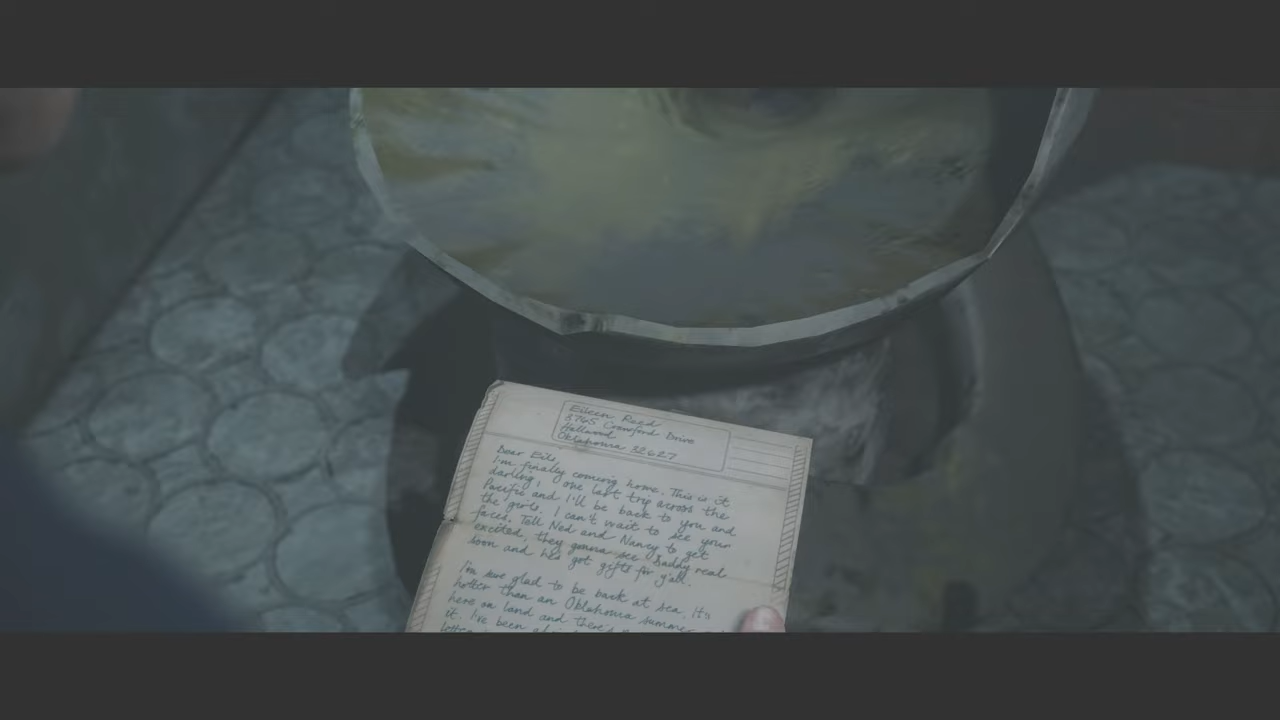 Eileen Reed
8765 Crawford Drive
Hallwood
Oklahoma 32627
Dear Eile
I'm finally coming home. This is it
darling, one last trip across the
Pacific and I'll be back to you and
the girls. I can't wait to see your
faces. Tell Ned and Nancy to get
excited, they gonna see Daddy real
soon and he's got gifts for y'all.
I'm sure glad to be back at sea It's
hotter than an Oklahoma summer
here on land and there's
it. I've been